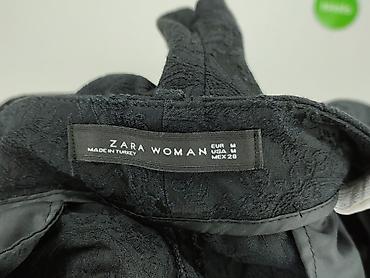 ZARA WOMAN
MADE IN TURKEY
EUR M
USA M
MEX 28